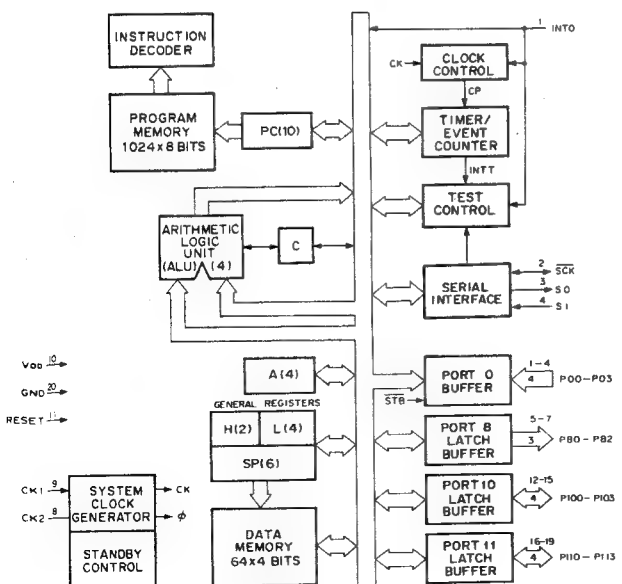 INSTRUCTION
DECODER
PROGRAM
MEMORY
1024 x 8 BITS
PC(10)
1
INT0
CK
CLOCK
CONTROL
CP
TIMER/
EVENT
COUNTER
INTT
TEST
CONTROL
ARITHMETIC
LOGIC
UNIT
(ALU) (4)
C
SERIAL
INTERFACE
2
SCK
3
SO
4
SI
VDD 10
GND 20
RESET 11
A(4)
GENERAL REGISTERS
H(2) L(4)
SP(6)
DATA
MEMORY
64x4 BITS
PORT 0
BUFFER
STB
1-4
4
P00-P03
PORT 8
LATCH
BUFFER
5-7
3
P80-P82
PORT 10
LATCH
BUFFER
12-15
4
P100-P103
PORT 11
LATCH
BUFFER
16-19
4
P110-P113
CK1 9
CK2 8
SYSTEM
CLOCK
GENERATOR
CK
ϕ
STANDBY
CONTROL